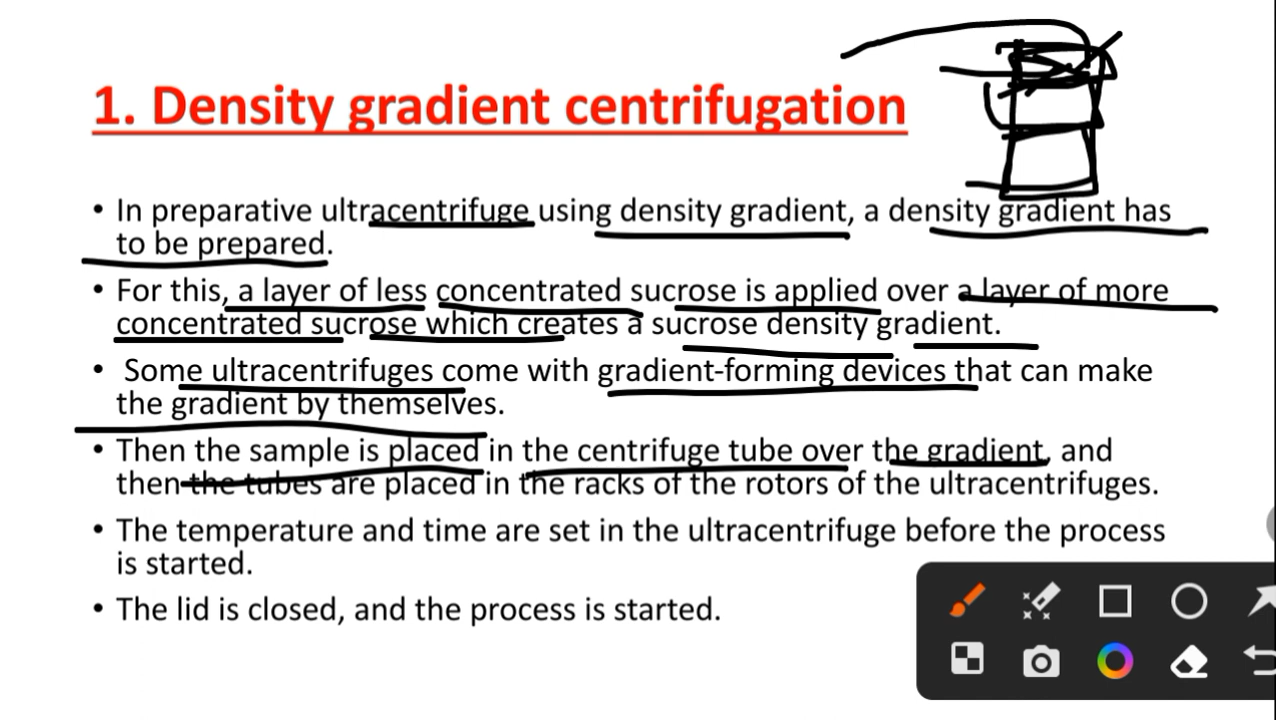 1. Density gradient centrifugation
• In preparative ultracentrifuge using density gradient, a density gradient has
to be prepared.
• For this, a layer of less concentrated sucrose is applied over a layer of more
concentrated sucrose which creates a sucrose density gradient.
• Some ultracentrifuges come with gradient-forming devices that can make
the gradient by themselves.
• Then the sample is placed in the centrifuge tube over the gradient, and
then the tubes are placed in the racks of the rotors of the ultracentrifuges.
• The temperature and time are set in the ultracentrifuge before the process
is started.
• The lid is closed, and the process is started.